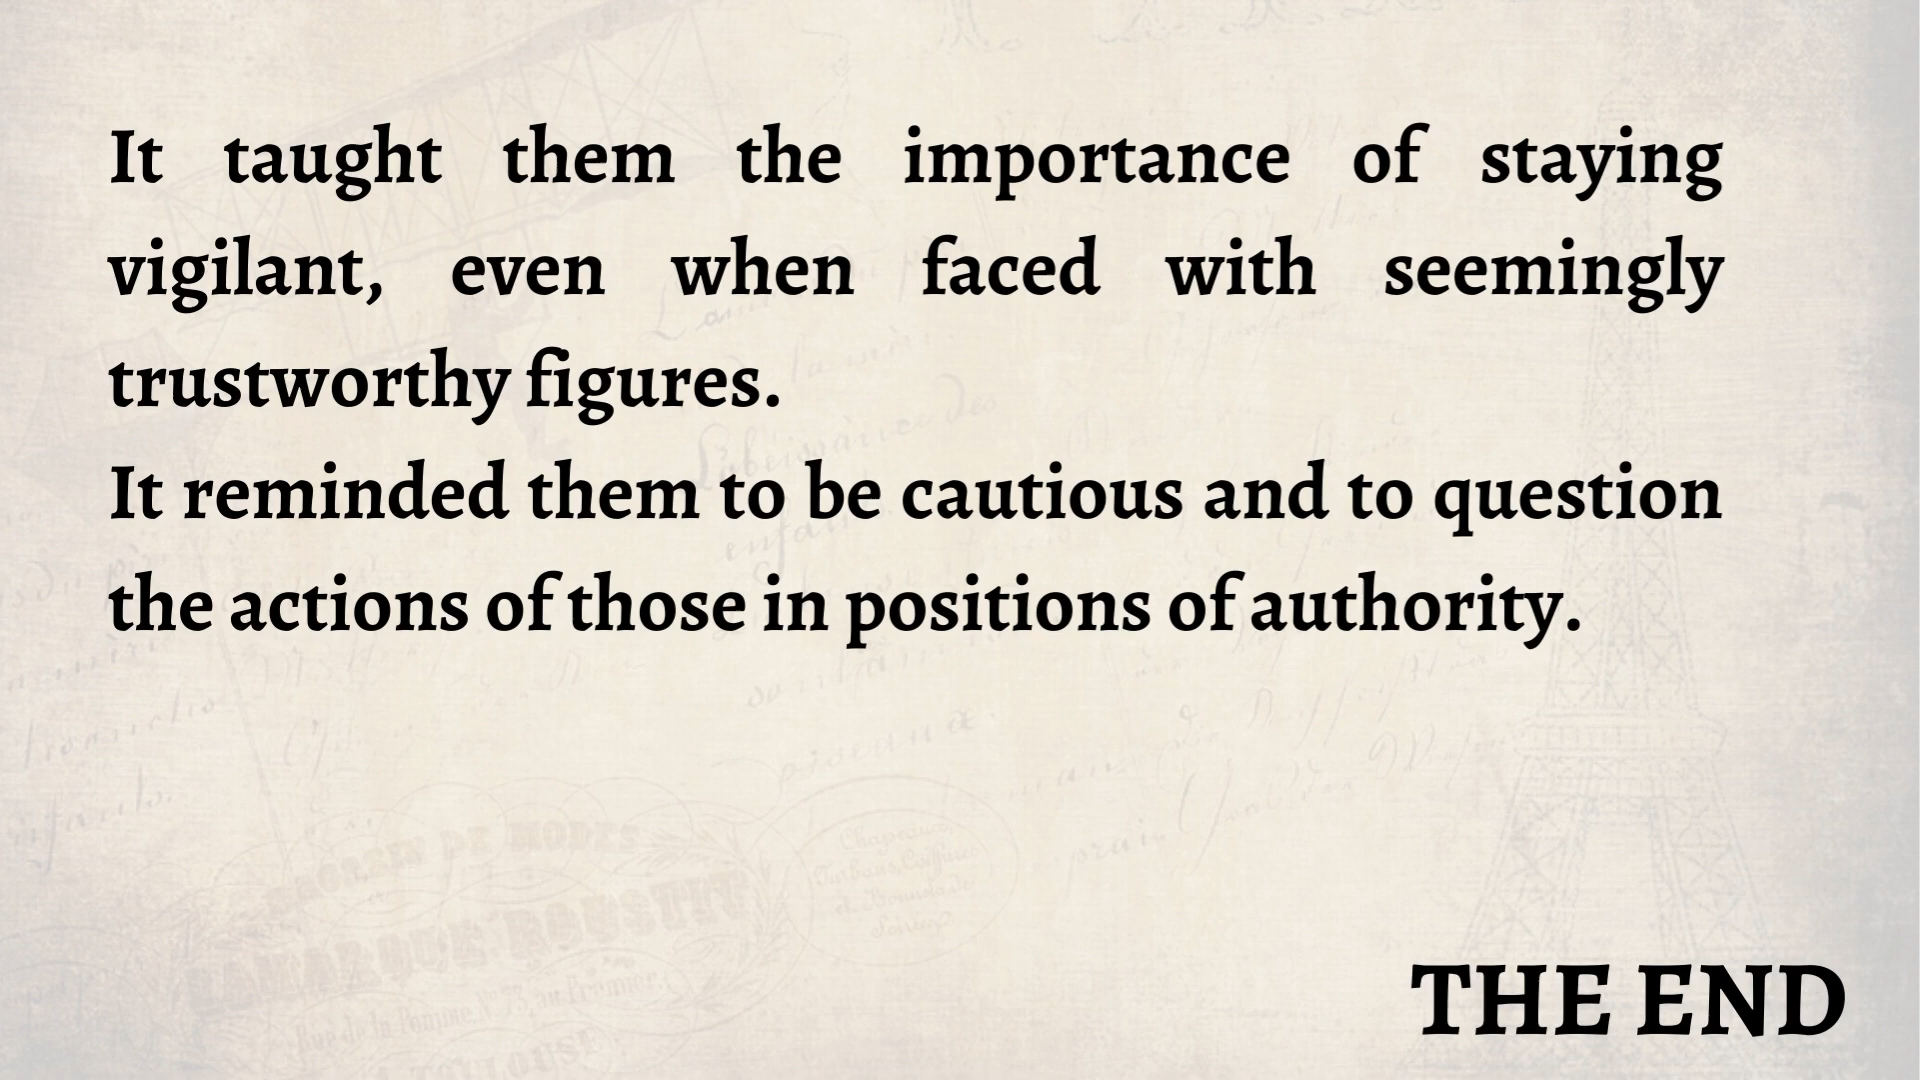 It taught them the importance of staying
vigilant, even when faced with seemingly
trustworthy figures.
It reminded them to be cautious and to question
the actions of those in positions of authority.
THE END